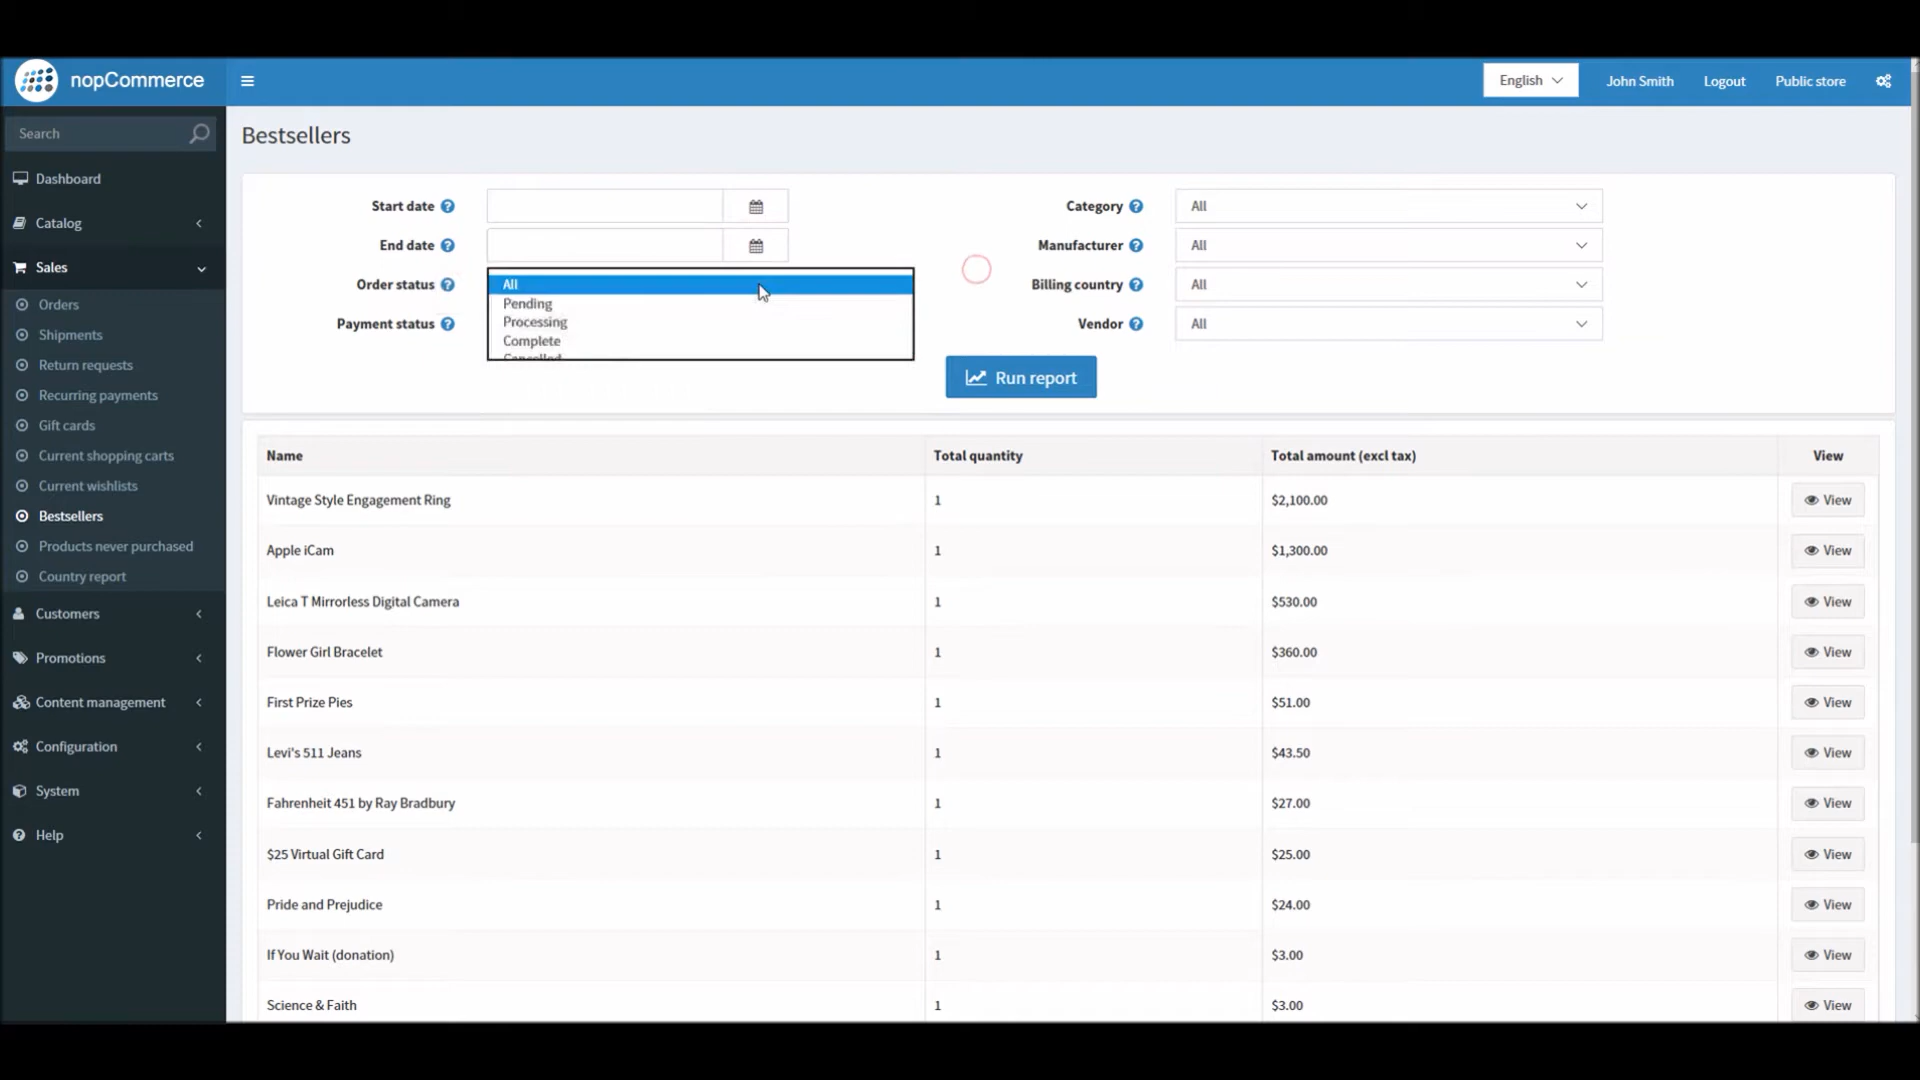 nopCommerce
English
John Smith
Logout
Public store
Search
Dashboard
Catalog
Sales
Orders
Shipments
Return requests
Recurring payments
Gift cards
Current shopping carts
Current wishlists
Bestsellers
Products never purchased
Country report
Customers
Promotions
Content management
Configuration
System
Help
Bestsellers
Start date
End date
Order status
Payment status
All
Pending
Processing
Complete
Cancelled
Category All
Manufacturer All
Billing country All
Vendor All
Run report
Name Total quantity Total amount (excl tax) View
Vintage Style Engagement Ring 1 $2,100.00 View
Apple iCam 1 $1,300.00 View
Leica T Mirrorless Digital Camera 1 $530.00 View
Flower Girl Bracelet 1 $360.00 View
First Prize Pies 1 $51.00 View
Levi's 511 Jeans 1 $43.50 View
Fahrenheit 451 by Ray Bradbury 1 $27.00 View
$25 Virtual Gift Card 1 $25.00 View
Pride and Prejudice 1 $24.00 View
If You Wait (donation) 1 $3.00 View
Science & Faith 1 $3.00 View